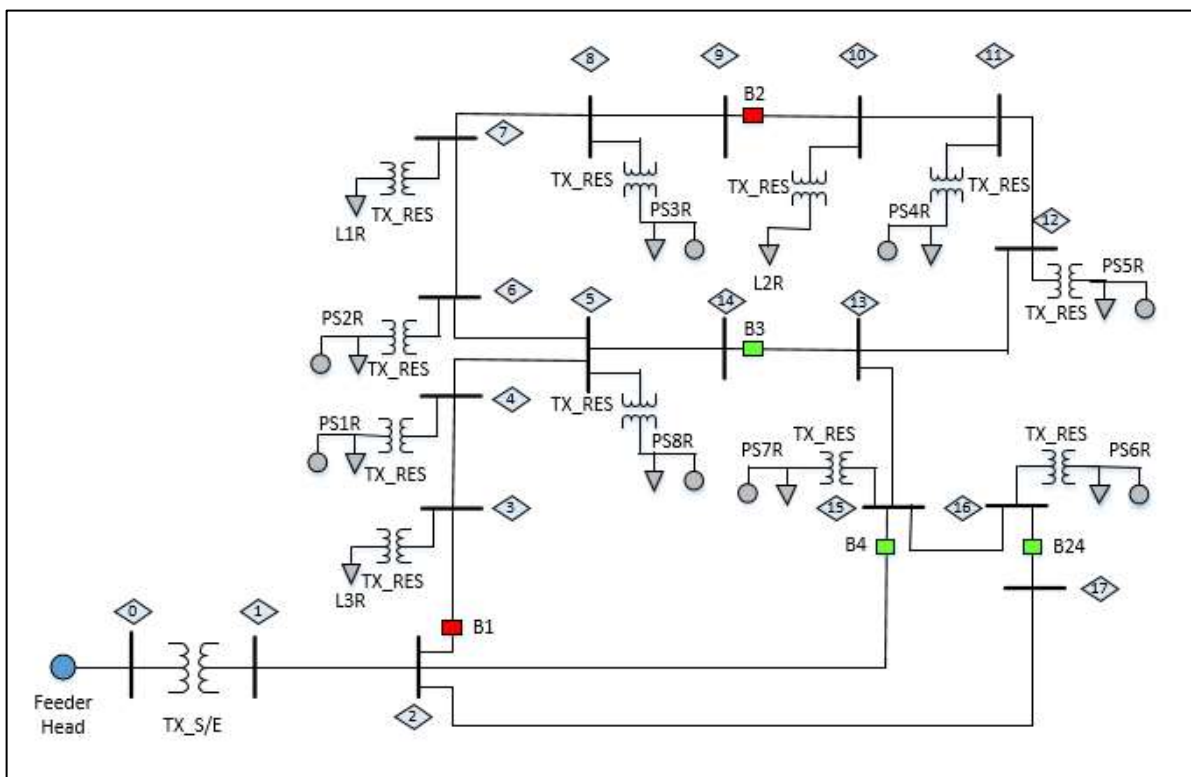 8
9
10
11
B2
7
TX_RES
L1R
TX_RES
PS3R
TX_RES
L2R
PS4R
TX_RES
12
PS5R
TX_RES
6
5
14
13
PS2R
TX_RES
B3
4
TX_RES
PS1R
TX_RES
PS8R
PS7R
TX_RES
TX_RES
PS6R
3
15
16
TX_RES
L3R
B4
B24
17
0
1
B1
Feeder
Head
TX_S/E
2